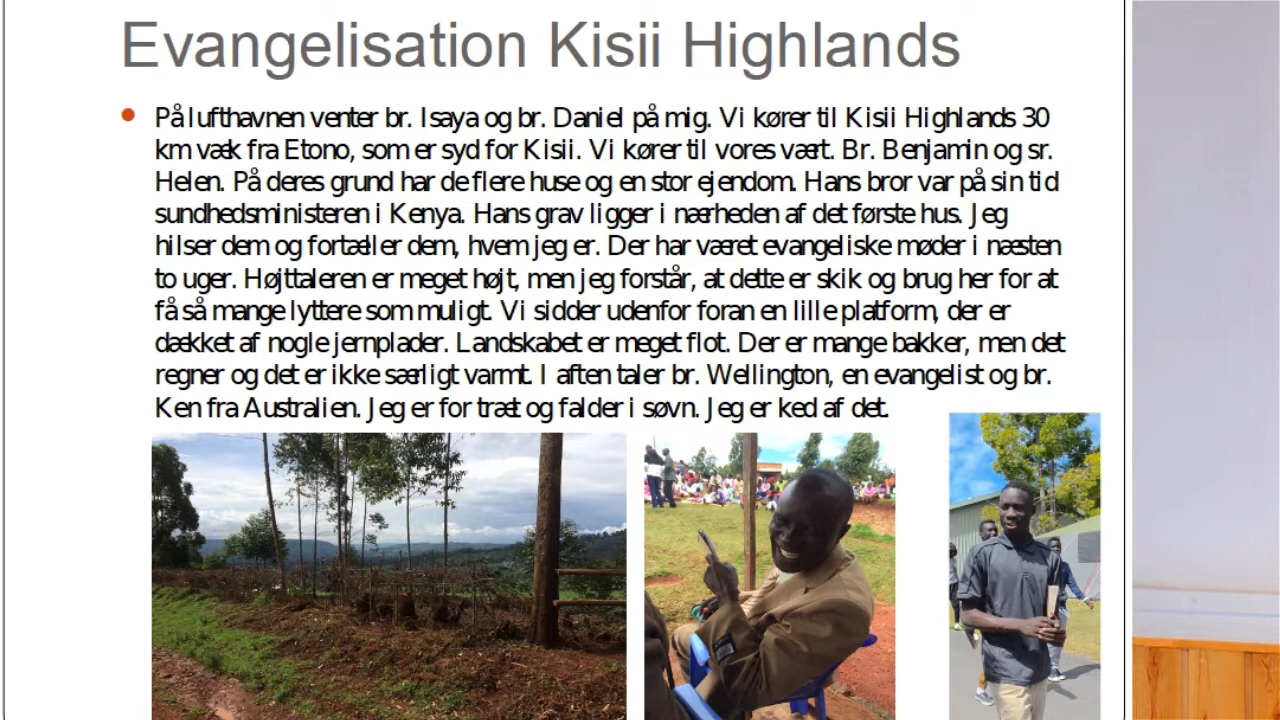 Evangelisation Kisii Highlands
På lufthavnen venter br. Isaya og br. Daniel på mig. Vi kører til Kisii Highlands 30
km væk fra Etono, som er syd for Kisii. Vi kører til vores vært. Br. Benjamin og sr.
Helen. På deres grund har de flere huse og en stor ejendom. Hans bror var på sin tid
sundhedsministeren i Kenya. Hans grav ligger i nærheden af det første hus. Jeg
hilser dem og fortæller dem, hvem jeg er. Der har været evangeliske møder i næsten
to uger. Højttaleren er meget højt, men jeg forstår, at dette er skik og brug her for at
få så mange lyttere som muligt. Vi sidder udenfor foran en lille platform, der er
dækket af nogle jernplader. Landskabet er meget flot. Der er mange bakker, men det
regner og det er ikke særligt varmt. I aften taler br. Wellington, en evangelist og br.
Ken fra Australien. Jeg er for træt og falder i søvn. Jeg er ked af det.